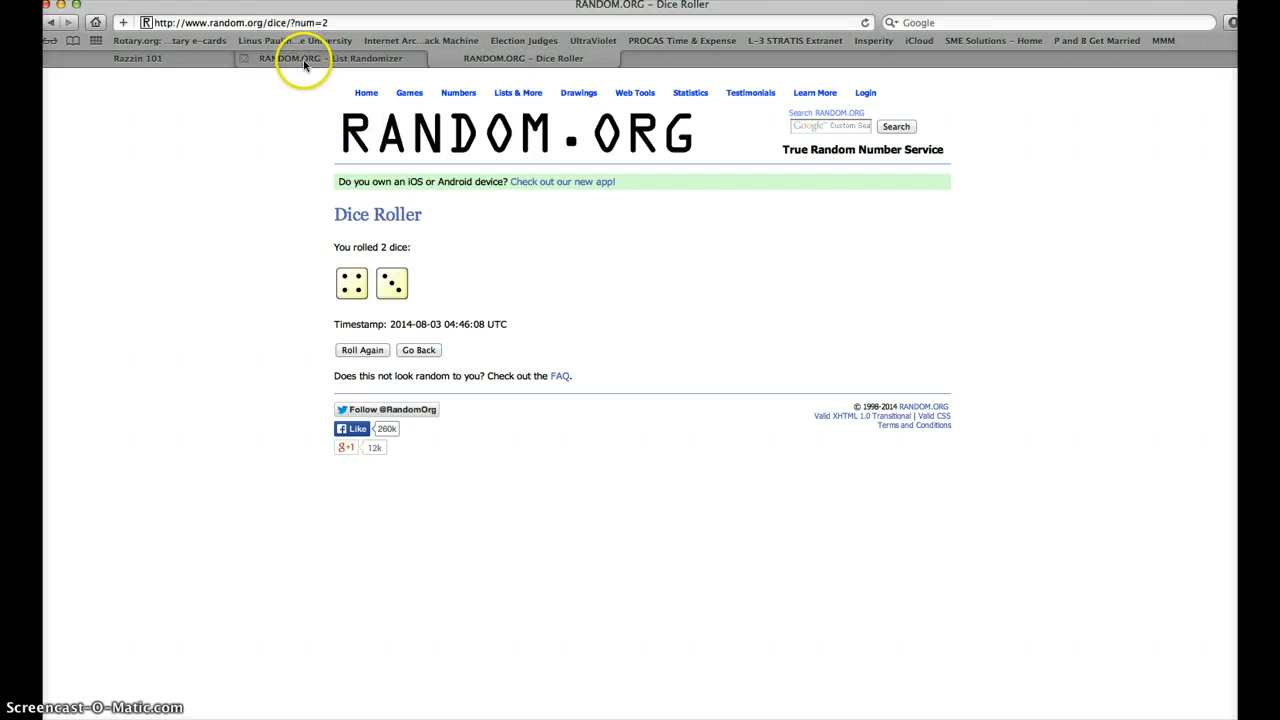 RANDOM.ORG - Dice Roller
http://www.random.org/dice/?num=2
Google
Rotary.org: ...tary e-cards Linus Paulin...e University Internet Arc...ack Machine Election Judges UltraViolet PROCAS Time & Expense L-3 STRATIS Extranet Insperity iCloud SME Solutions - Home P and B Get Married MMM
Razzin 101 RANDOM.ORG - List Randomizer RANDOM.ORG - Dice Roller
Home Games Numbers Lists & More Drawings Web Tools Statistics Testimonials Learn More Login
Search RANDOM.ORG
RANDOM.ORG
Google Custom Sea Search
True Random Number Service
Do you own an iOS or Android device? Check out our new app!
Dice Roller
You rolled 2 dice:
Timestamp: 2014-08-03 04:46:08 UTC
Roll Again Go Back
Does this not look random to you? Check out the FAQ.
Follow @RandomOrg
Like 260k
g+1 12k
© 1998-2014 RANDOM.ORG
Valid XHTML 1.0 Transitional | Valid CSS
Terms and Conditions
Screencast-O-Matic.com